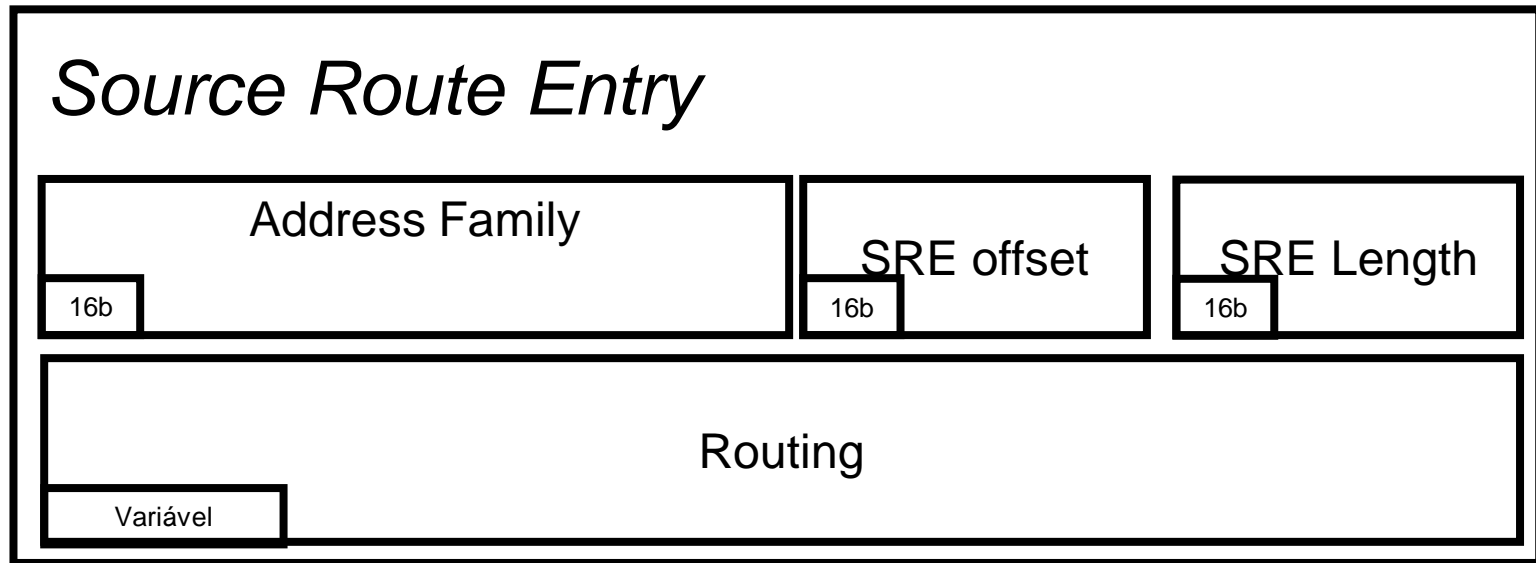 Source Route Entry
Address Family
16b
SRE offset
16b
SRE Length
16b
Routing
Variável